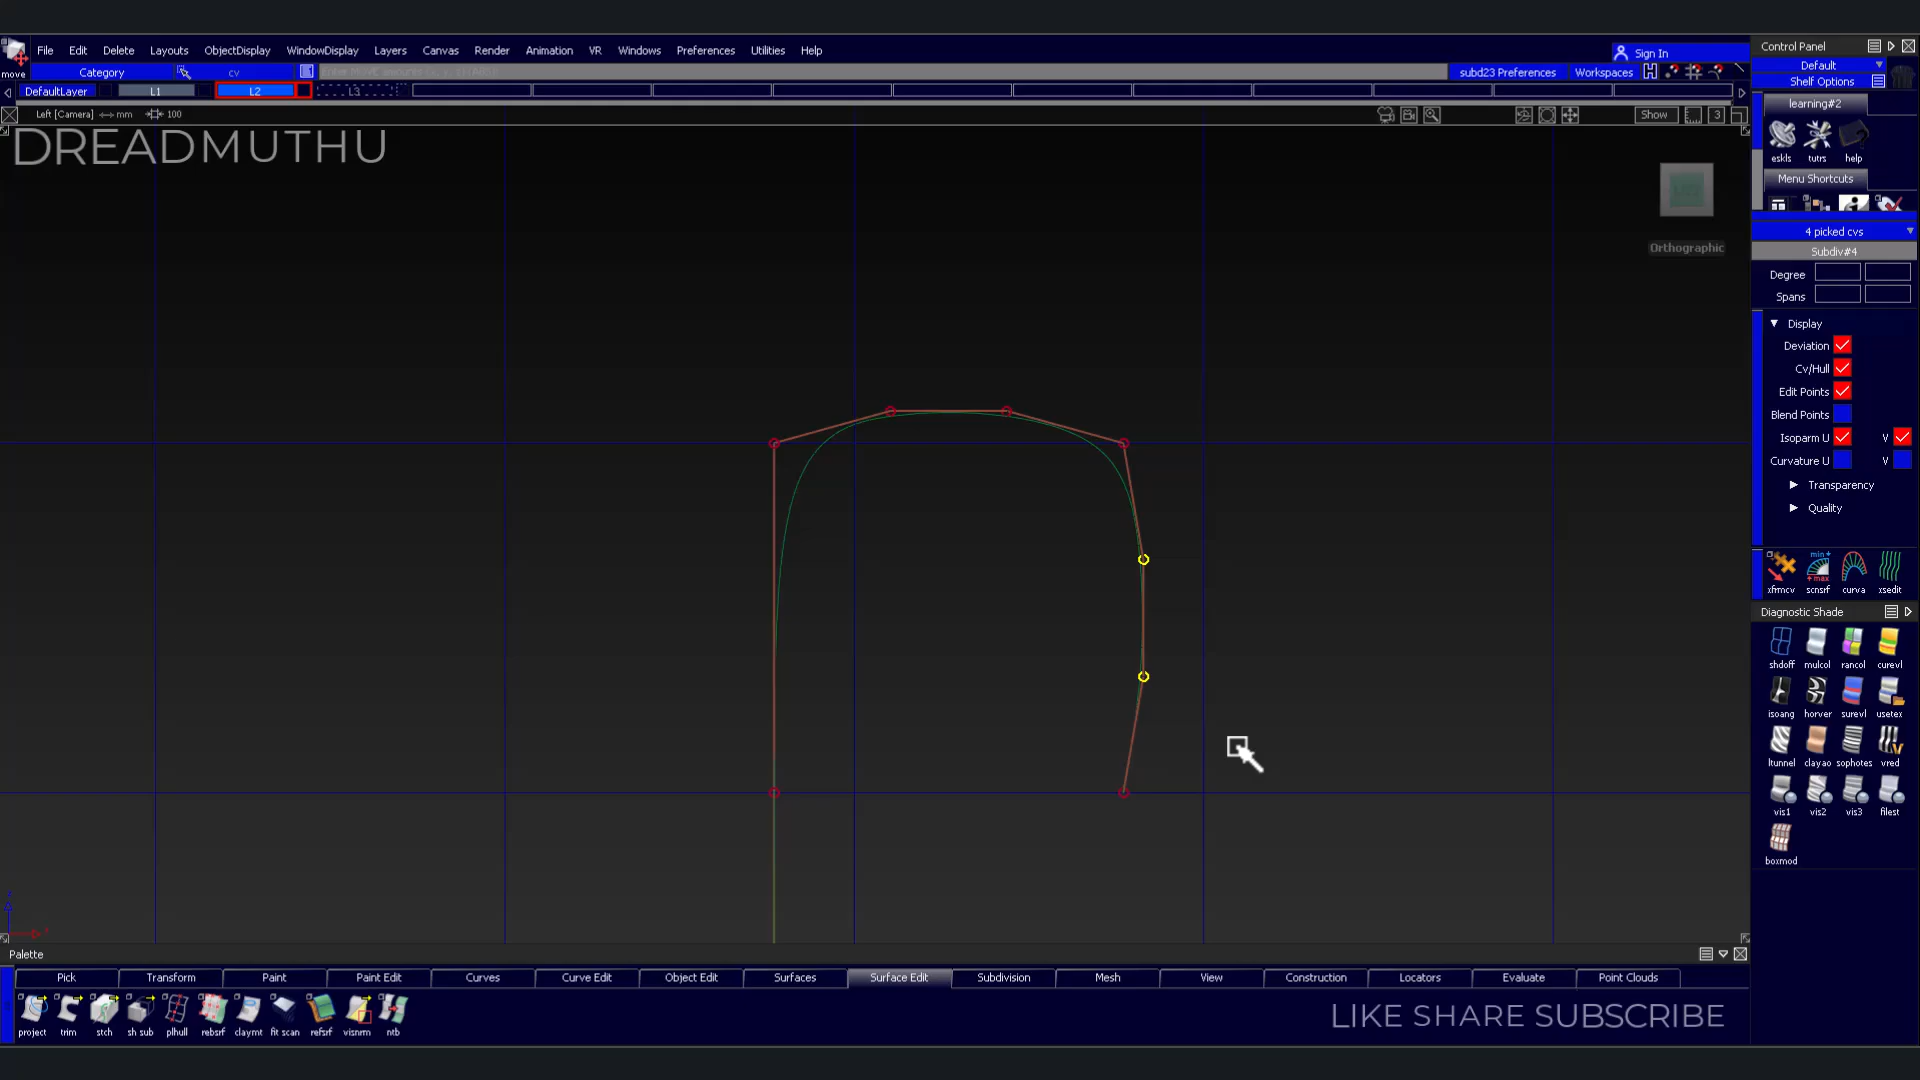 File Edit Delete Layouts ObjectDisplay WindowDisplay Layers Canvas Render Animation VR Windows Preferences Utilities Help
Sign In
Control Panel
move
Category
cv
subd23 Preferences
Workspaces
Default
Shelf Options
DefaultLayer
L1
L2
L3
Left [Camera]
mm
100
Show
3
learning#2
DREADMUTHU
eskls tutrs help
Menu Shortcuts
Orthographic
4 picked cvs
Subdiv#4
Degree
Spans
Display
Deviation
Cv/Hull
Edit Points
Blend Points
Isoparm U
V
Curvature U
V
Transparency
Quality
min+
+max
xfrmcv scnsrf curva xsedit
Diagnostic Shade
shdoff mulcol rancol curevl
isoang horver surevl usetex
ltunnel clayao sophotes vred
vis1 vis2 vis3 filest
boxmod
Palette
Pick Transform Paint Paint Edit Curves Curve Edit Object Edit Surfaces Surface Edit Subdivision Mesh View Construction Locators Evaluate Point Clouds
project trim stch sh sub plhull rebsrf claymt fit scan refsrf visnrm ntb
LIKE SHARE SUBSCRIBE